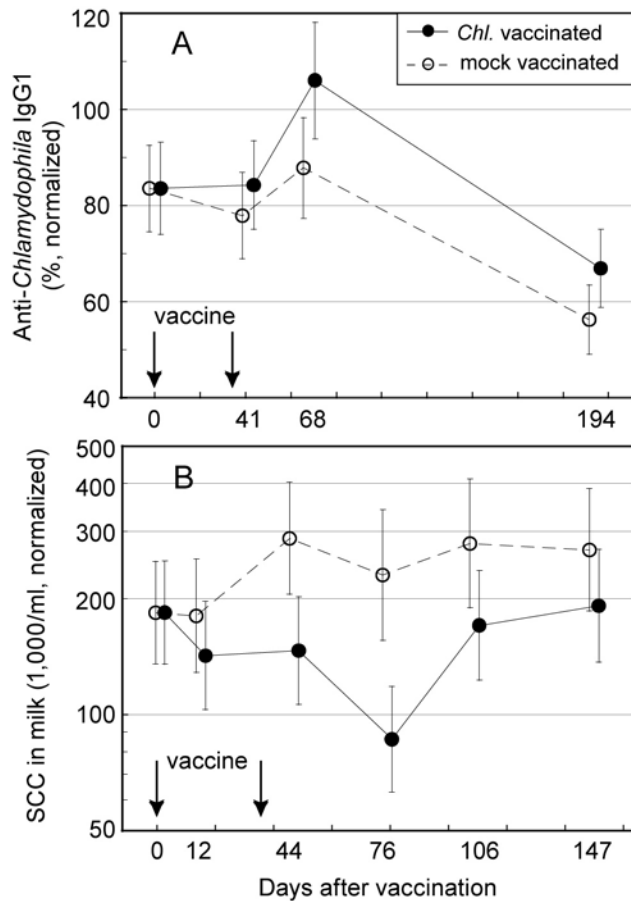 120
A
Chl. vaccinated
mock vaccinated
100
80
60
40
Anti-Chlamydophila IgG1
(%, normalized)
vaccine
0 41 68 194
500
B
400
300
200
100
50
SCC in milk (1,000/ml, normalized)
vaccine
0 12 44 76 106 147
Days after vaccination